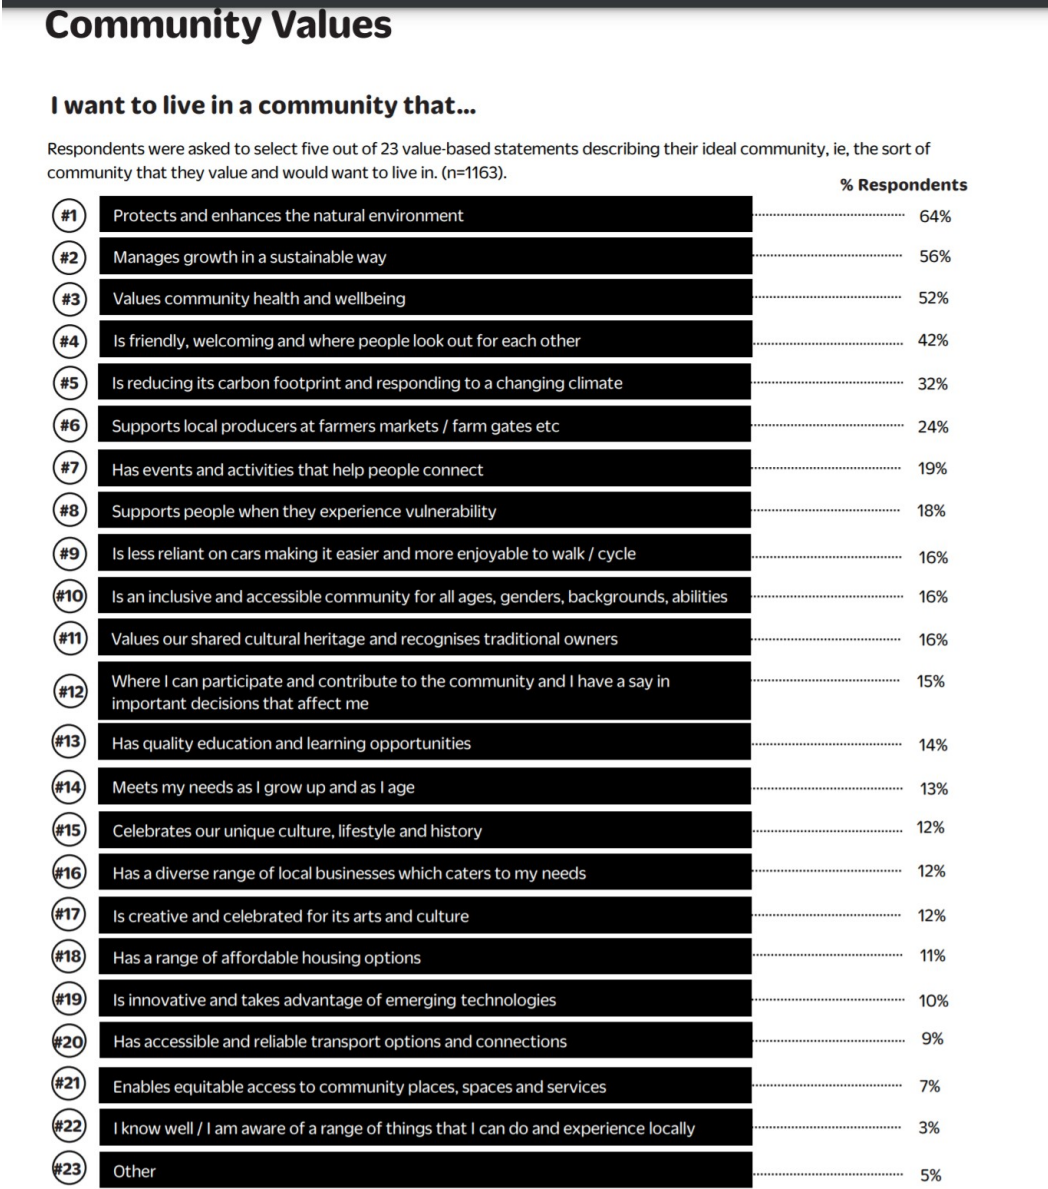 Community Values
I want to live in a community that...
Respondents were asked to select five out of 23 value-based statements describing their ideal community, ie, the sort of
community that they value and would want to live in. (n=1163).
% Respondents
#1 Protects and enhances the natural environment 64%
#2 Manages growth in a sustainable way 56%
#3 Values community health and wellbeing 52%
#4 Is friendly, welcoming and where people look out for each other 42%
#5 Is reducing its carbon footprint and responding to a changing climate 32%
#6 Supports local producers at farmers markets / farm gates etc 24%
#7 Has events and activities that help people connect 19%
#8 Supports people when they experience vulnerability 18%
#9 Is less reliant on cars making it easier and more enjoyable to walk / cycle 16%
#10 Is an inclusive and accessible community for all ages, genders, backgrounds, abilities 16%
#11 Values our shared cultural heritage and recognises traditional owners 16%
#12 Where I can participate and contribute to the community and I have a say in 15%
important decisions that affect me
#13 Has quality education and learning opportunities 14%
#14 Meets my needs as I grow up and as I age 13%
#15 Celebrates our unique culture, lifestyle and history 12%
#16 Has a diverse range of local businesses which caters to my needs 12%
#17 Is creative and celebrated for its arts and culture 12%
#18 Has a range of affordable housing options 11%
#19 Is innovative and takes advantage of emerging technologies 10%
#20 Has accessible and reliable transport options and connections 9%
#21 Enables equitable access to community places, spaces and services 7%
#22 I know well / I am aware of a range of things that I can do and experience locally 3%
#23 Other 5%